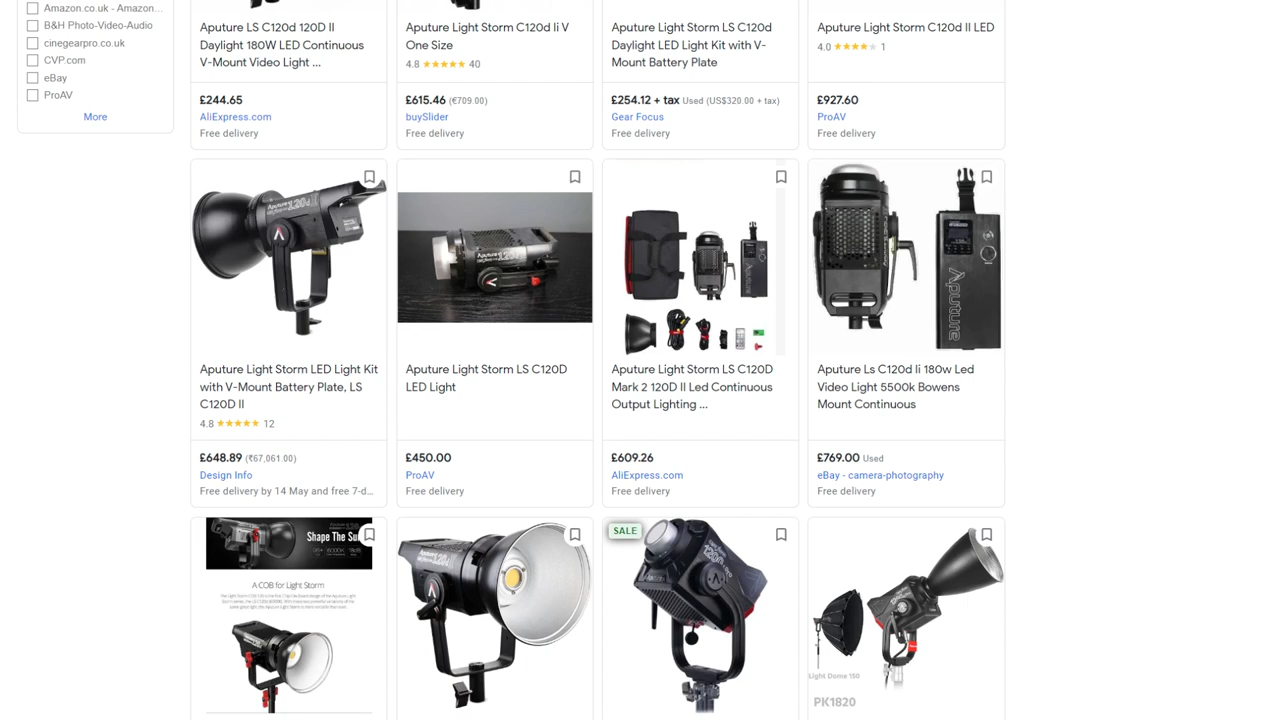 Amazon.co.uk - Amazon...
B&H Photo-Video-Audio
cinegearpro.co.uk
CVP.com
eBay
ProAV
More
Aputure LS C120d 120D II
Daylight 180W LED Continuous
V-Mount Video Light ...
£244.65
AliExpress.com
Free delivery
Aputure Light Storm C120d Ii V
One Size
4.8 ★★★★★ 40
£615.46 (€709.00)
buySlider
Free delivery
Aputure Light Storm LS C120d
Daylight LED Light Kit with V-
Mount Battery Plate
£254.12 + tax Used (US$320.00 + tax)
Gear Focus
Free delivery
Aputure Light Storm C120d II LED
4.0 ★★★★★ 1
£927.60
ProAV
Free delivery
Aputure
120d
Aputure Light Storm LED Light Kit
with V-Mount Battery Plate, LS
C120D II
4.8 ★★★★★ 12
£648.89 (₹67,061.00)
Design Info
Free delivery by 14 May and free 7-d...
Aputure
Aputure Light Storm LS C120D
LED Light
£450.00
ProAV
Free delivery
Aputure
Aputure Light Storm LS C120D
Mark 2 120D II Led Continuous
Output Lighting ...
£609.26
AliExpress.com
Free delivery
Aputure
Aputure Ls C120d Ii 180w Led
Video Light 5500k Bowens
Mount Continuous
£769.00 Used
eBay - camera-photography
Free delivery
Shape The Su
A COB for Light Storm
SALE
Light Dome 150
PK1820